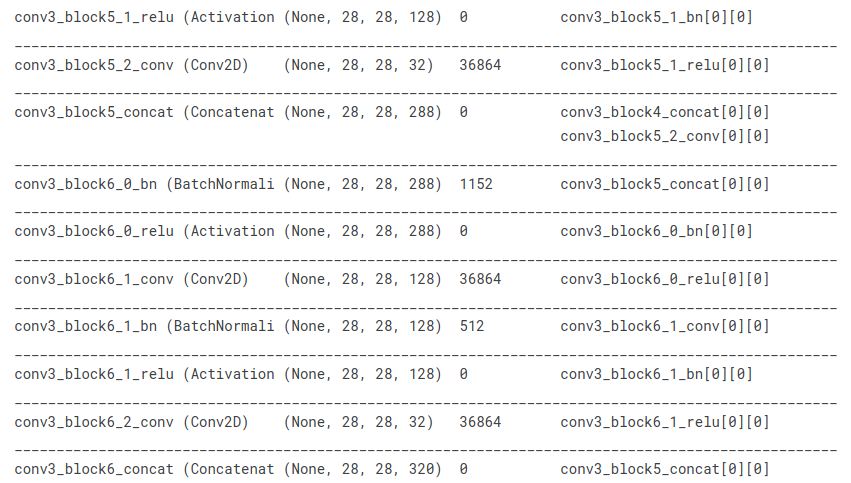 conv3_block5_1_relu (Activation (None, 28, 28, 128) 0 conv3_block5_1_bn[0][0]
__________________________________________________________________________________________________
conv3_block5_2_conv (Conv2D) (None, 28, 28, 32) 36864 conv3_block5_1_relu[0][0]
__________________________________________________________________________________________________
conv3_block5_concat (Concatenat (None, 28, 28, 288) 0 conv3_block4_concat[0][0]
conv3_block5_2_conv[0][0]
__________________________________________________________________________________________________
conv3_block6_0_bn (BatchNormali (None, 28, 28, 288) 1152 conv3_block5_concat[0][0]
__________________________________________________________________________________________________
conv3_block6_0_relu (Activation (None, 28, 28, 288) 0 conv3_block6_0_bn[0][0]
__________________________________________________________________________________________________
conv3_block6_1_conv (Conv2D) (None, 28, 28, 128) 36864 conv3_block6_0_relu[0][0]
__________________________________________________________________________________________________
conv3_block6_1_bn (BatchNormali (None, 28, 28, 128) 512 conv3_block6_1_conv[0][0]
__________________________________________________________________________________________________
conv3_block6_1_relu (Activation (None, 28, 28, 128) 0 conv3_block6_1_bn[0][0]
__________________________________________________________________________________________________
conv3_block6_2_conv (Conv2D) (None, 28, 28, 32) 36864 conv3_block6_1_relu[0][0]
__________________________________________________________________________________________________
conv3_block6_concat (Concatenat (None, 28, 28, 320) 0 conv3_block5_concat[0][0]